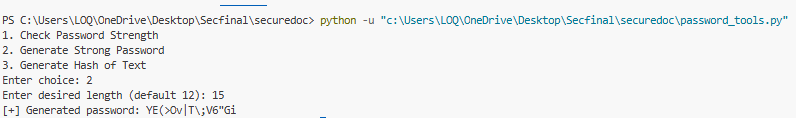 PS C:\Users\LOQ\OneDrive\Desktop\Secfinal\securedoc> python -u "c:\Users\LOQ\OneDrive\Desktop\Secfinal\securedoc\password_tools.py"
1. Check Password Strength
2. Generate Strong Password
3. Generate Hash of Text
Enter choice: 2
Enter desired length (default 12): 15
[+] Generated password: YE(>Ov|T\;V6"Gi